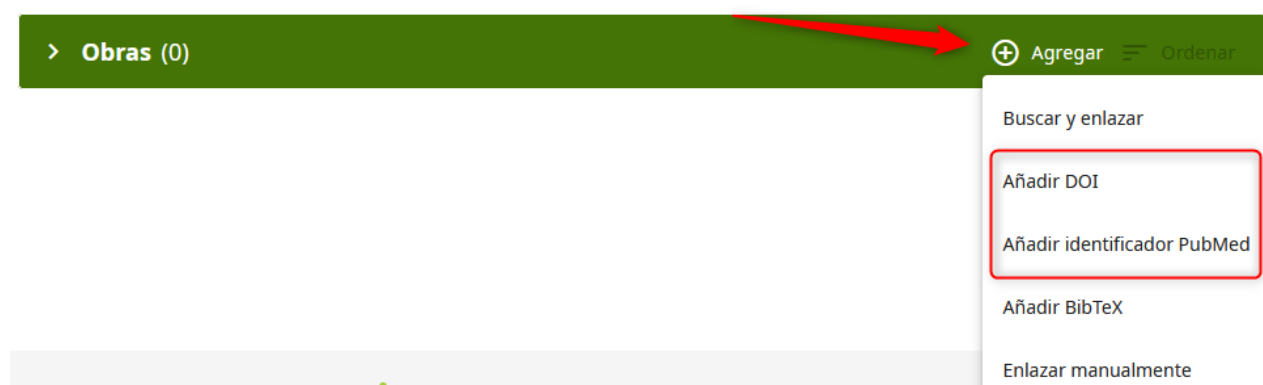 Obras (0)
Agregar
Ordenar
Buscar y enlazar
Añadir DOI
Añadir identificador PubMed
Añadir BibTeX
Enlazar manualmente